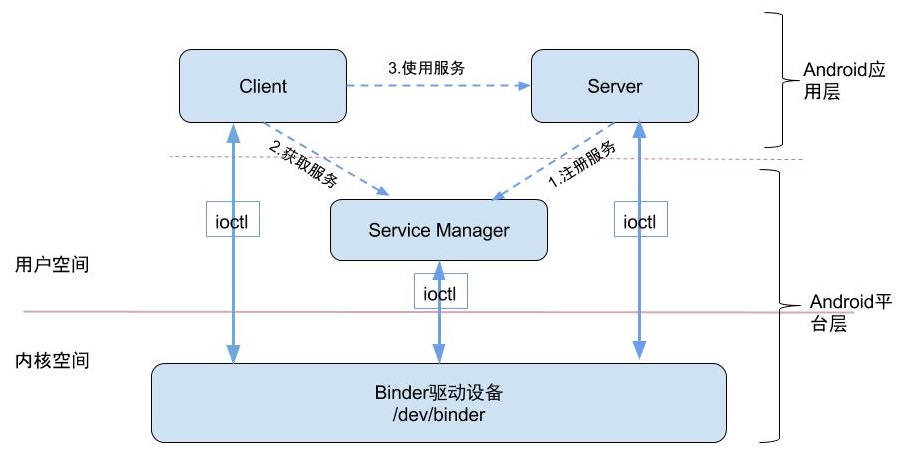 3.使用服务
Client
Server
Android应
用层
2.获取服务
1.注册服务
ioctl
Service Manager
ioctl
用户空间
ioctl
Android平
台层
内核空间
Binder驱动设备
/dev/binder